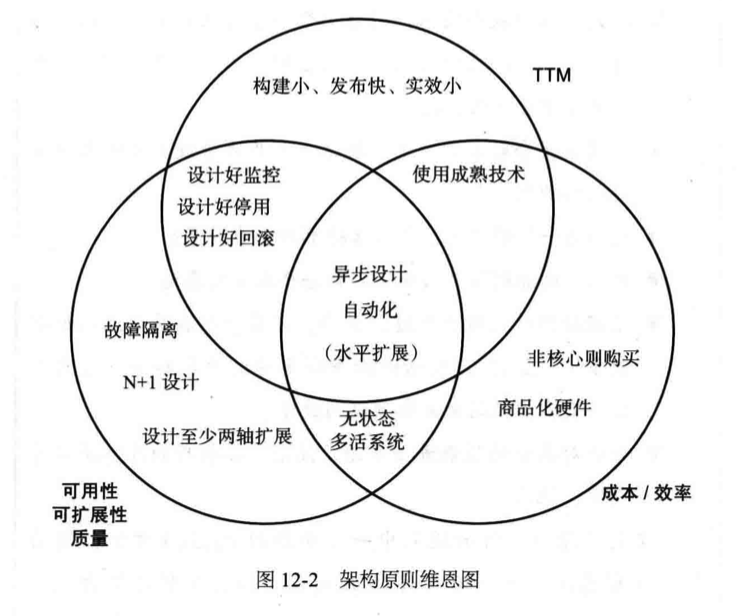 TTM
构建小、发布快、实效小
设计好监控
使用成熟技术
设计好停用
设计好回滚
异步设计
自动化
(水平扩展)
故障隔离
非核心则购买
N+1 设计
商品化硬件
无状态
设计至少两轴扩展
多活系统
可用性
可扩展性
质量
成本 / 效率
图 12-2 架构原则维恩图